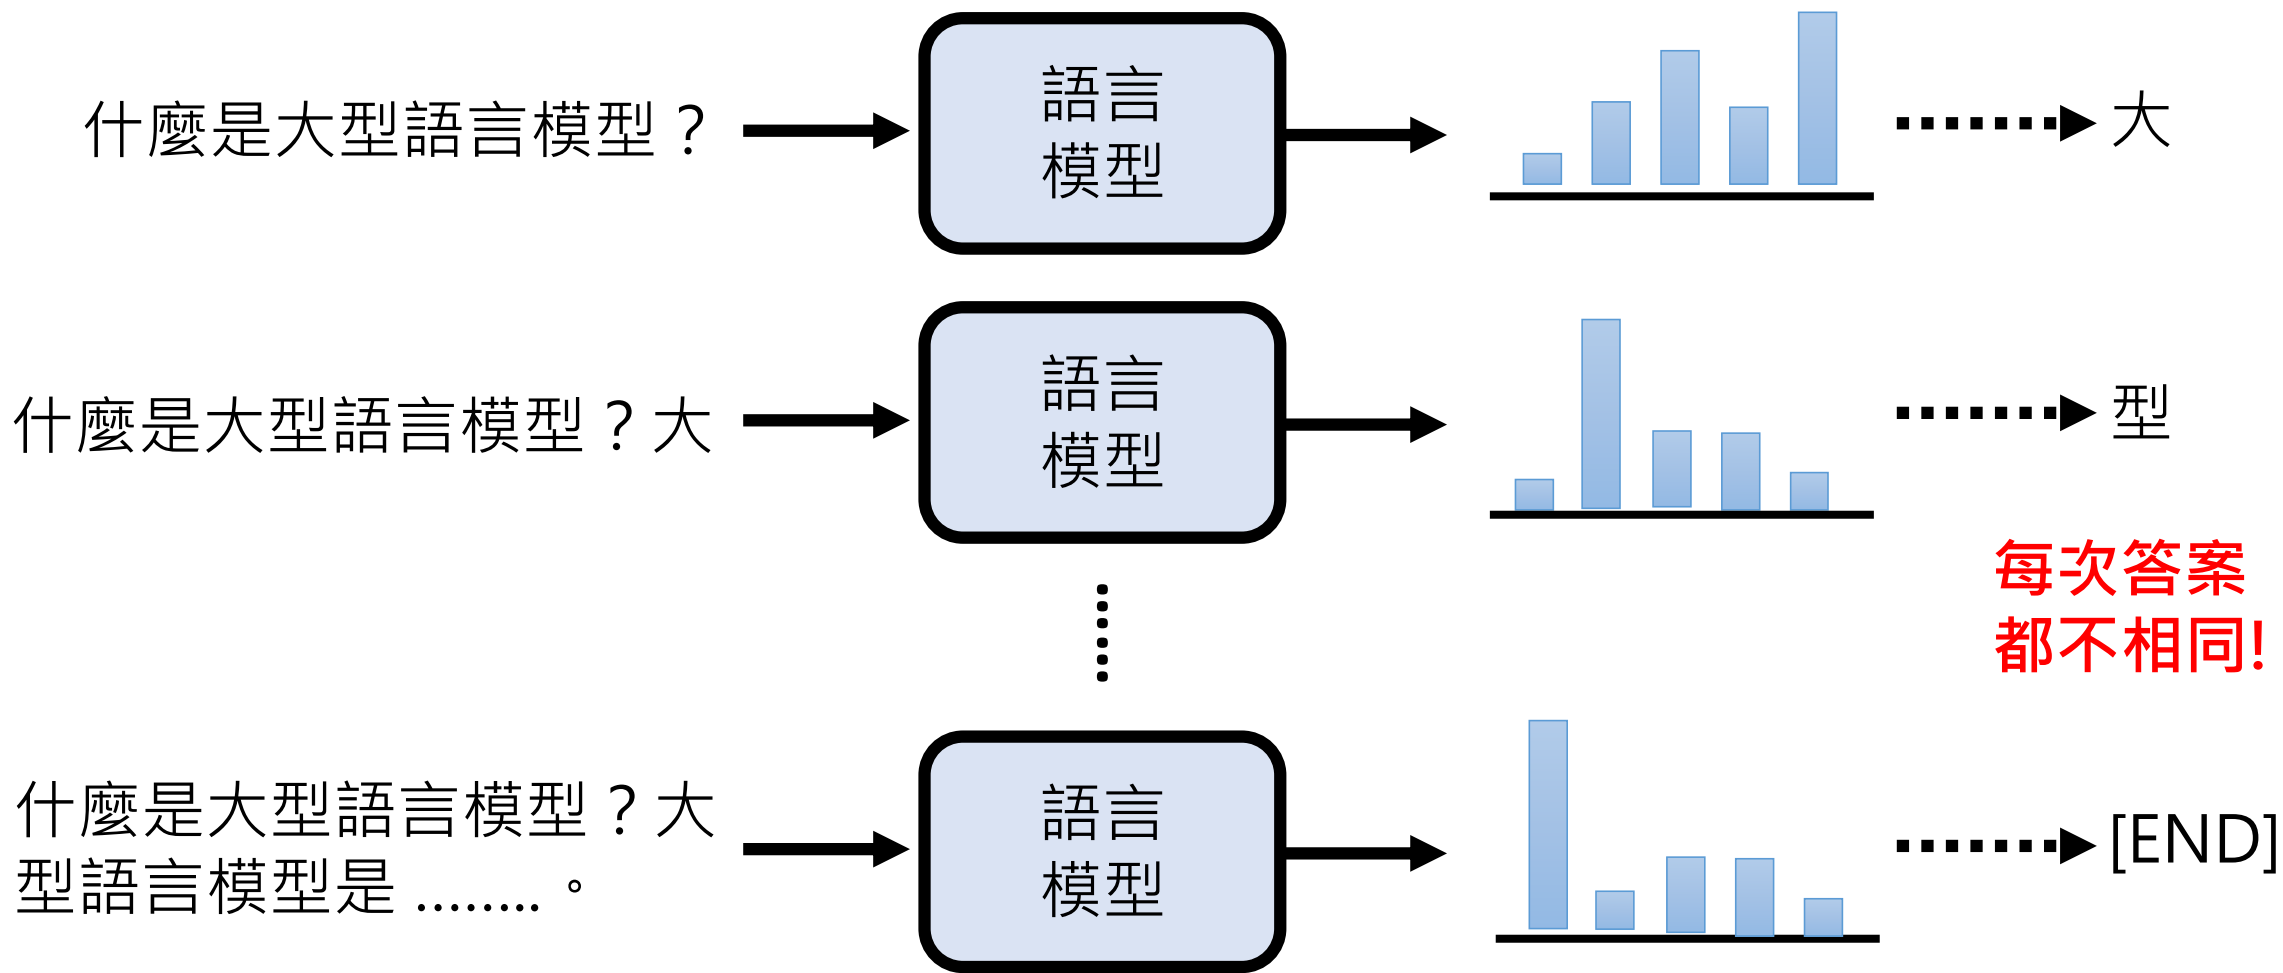 什麼是大型語言模型？
語言
模型
大
什麼是大型語言模型？大
語言
模型
型
每次答案
都不相同!
什麼是大型語言模型？大
型語言模型是 ........ 。
語言
模型
[END]